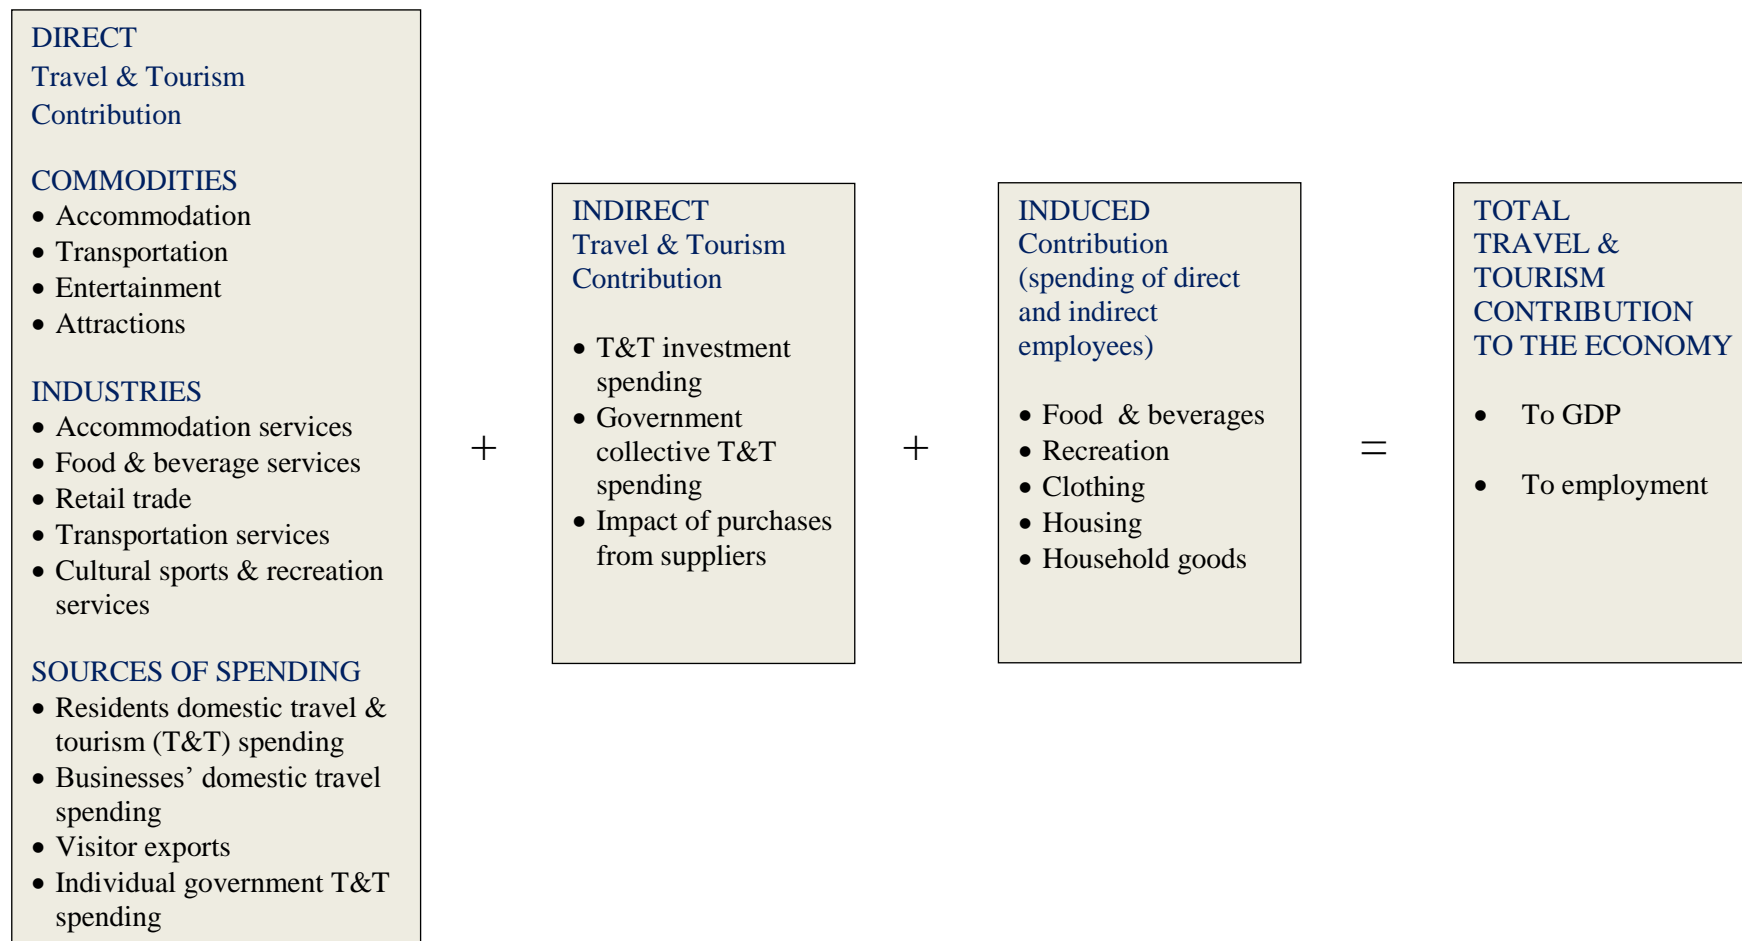 DIRECT
Travel & Tourism
Contribution
COMMODITIES
• Accommodation
• Transportation
• Entertainment
• Attractions
INDUSTRIES
• Accommodation services
• Food & beverage services
• Retail trade
• Transportation services
• Cultural sports & recreation
services
SOURCES OF SPENDING
• Residents domestic travel &
tourism (T&T) spending
• Businesses’ domestic travel
spending
• Visitor exports
• Individual government T&T
spending
+
INDIRECT
Travel & Tourism
Contribution
• T&T investment
spending
• Government
collective T&T
spending
• Impact of purchases
from suppliers
+
INDUCED
Contribution
(spending of direct
and indirect
employees)
• Food  & beverages
• Recreation
• Clothing
• Housing
• Household goods
=
TOTAL
TRAVEL &
TOURISM
CONTRIBUTION
TO THE ECONOMY
• To GDP
• To employment